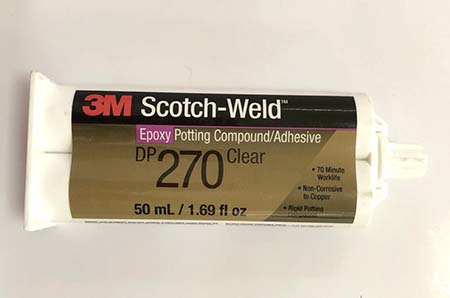 3M Scotch-Weld™
Epoxy Potting Compound/Adhesive
DP 270 Clear
• 70 Minute
Worklife
• Non-Corrosive
to Copper
• Rigid Potting
50 mL / 1.69 fl oz